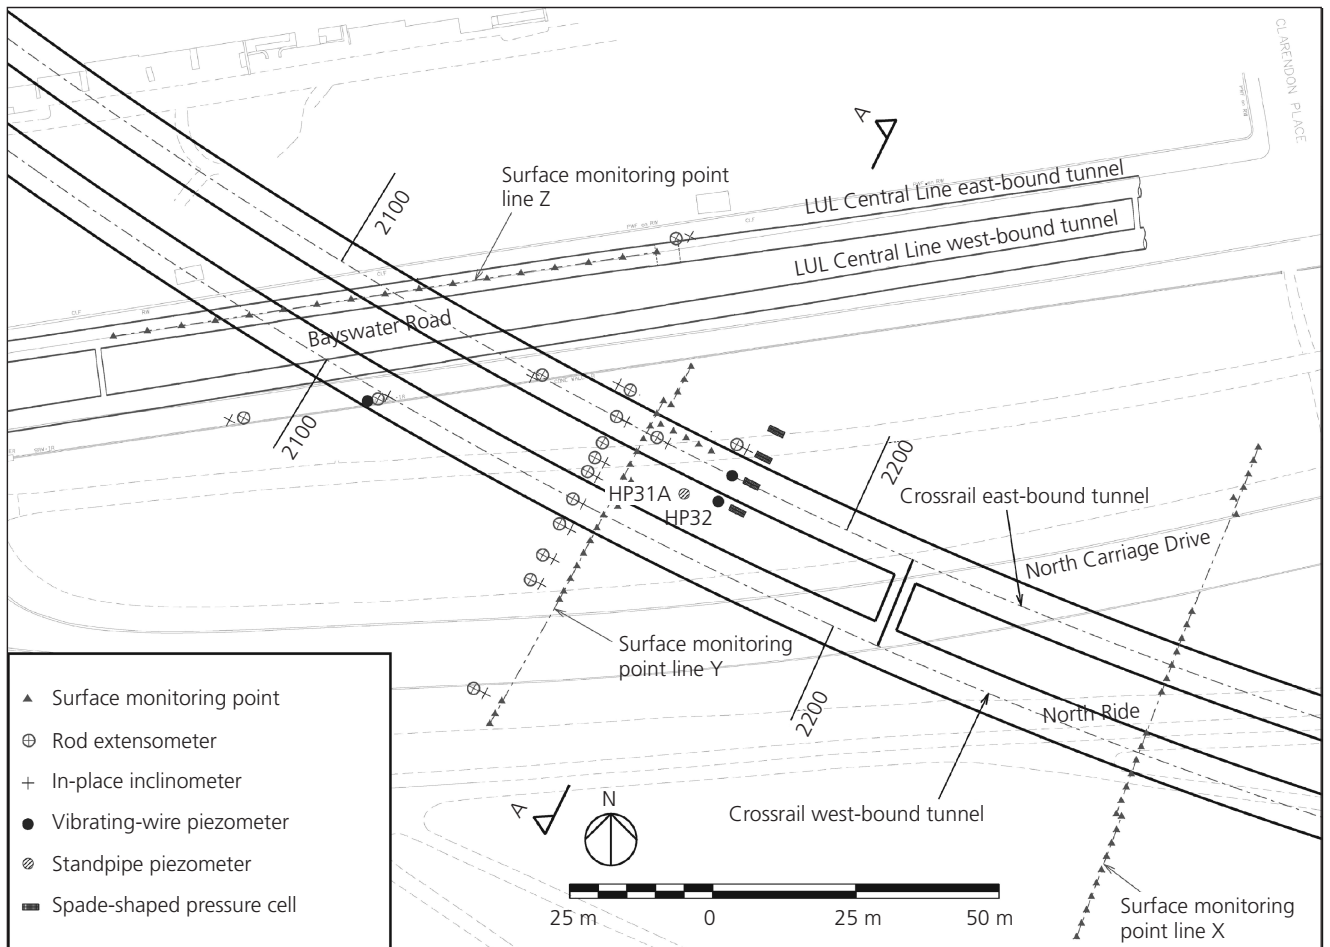 CLARENDON PLACE
A
Surface monitoring point
line Z
LUL Central Line east-bound tunnel
2100
LUL Central Line west-bound tunnel
Bayswater Road
2100
2200
HP31A
HP32
Crossrail east-bound tunnel
North Carriage Drive
Surface monitoring
point line Y
2200
North Ride
Crossrail west-bound tunnel
A
N
Surface monitoring point
Rod extensometer
In-place inclinometer
Vibrating-wire piezometer
Standpipe piezometer
Spade-shaped pressure cell
25 m 0 25 m 50 m
Surface monitoring
point line X